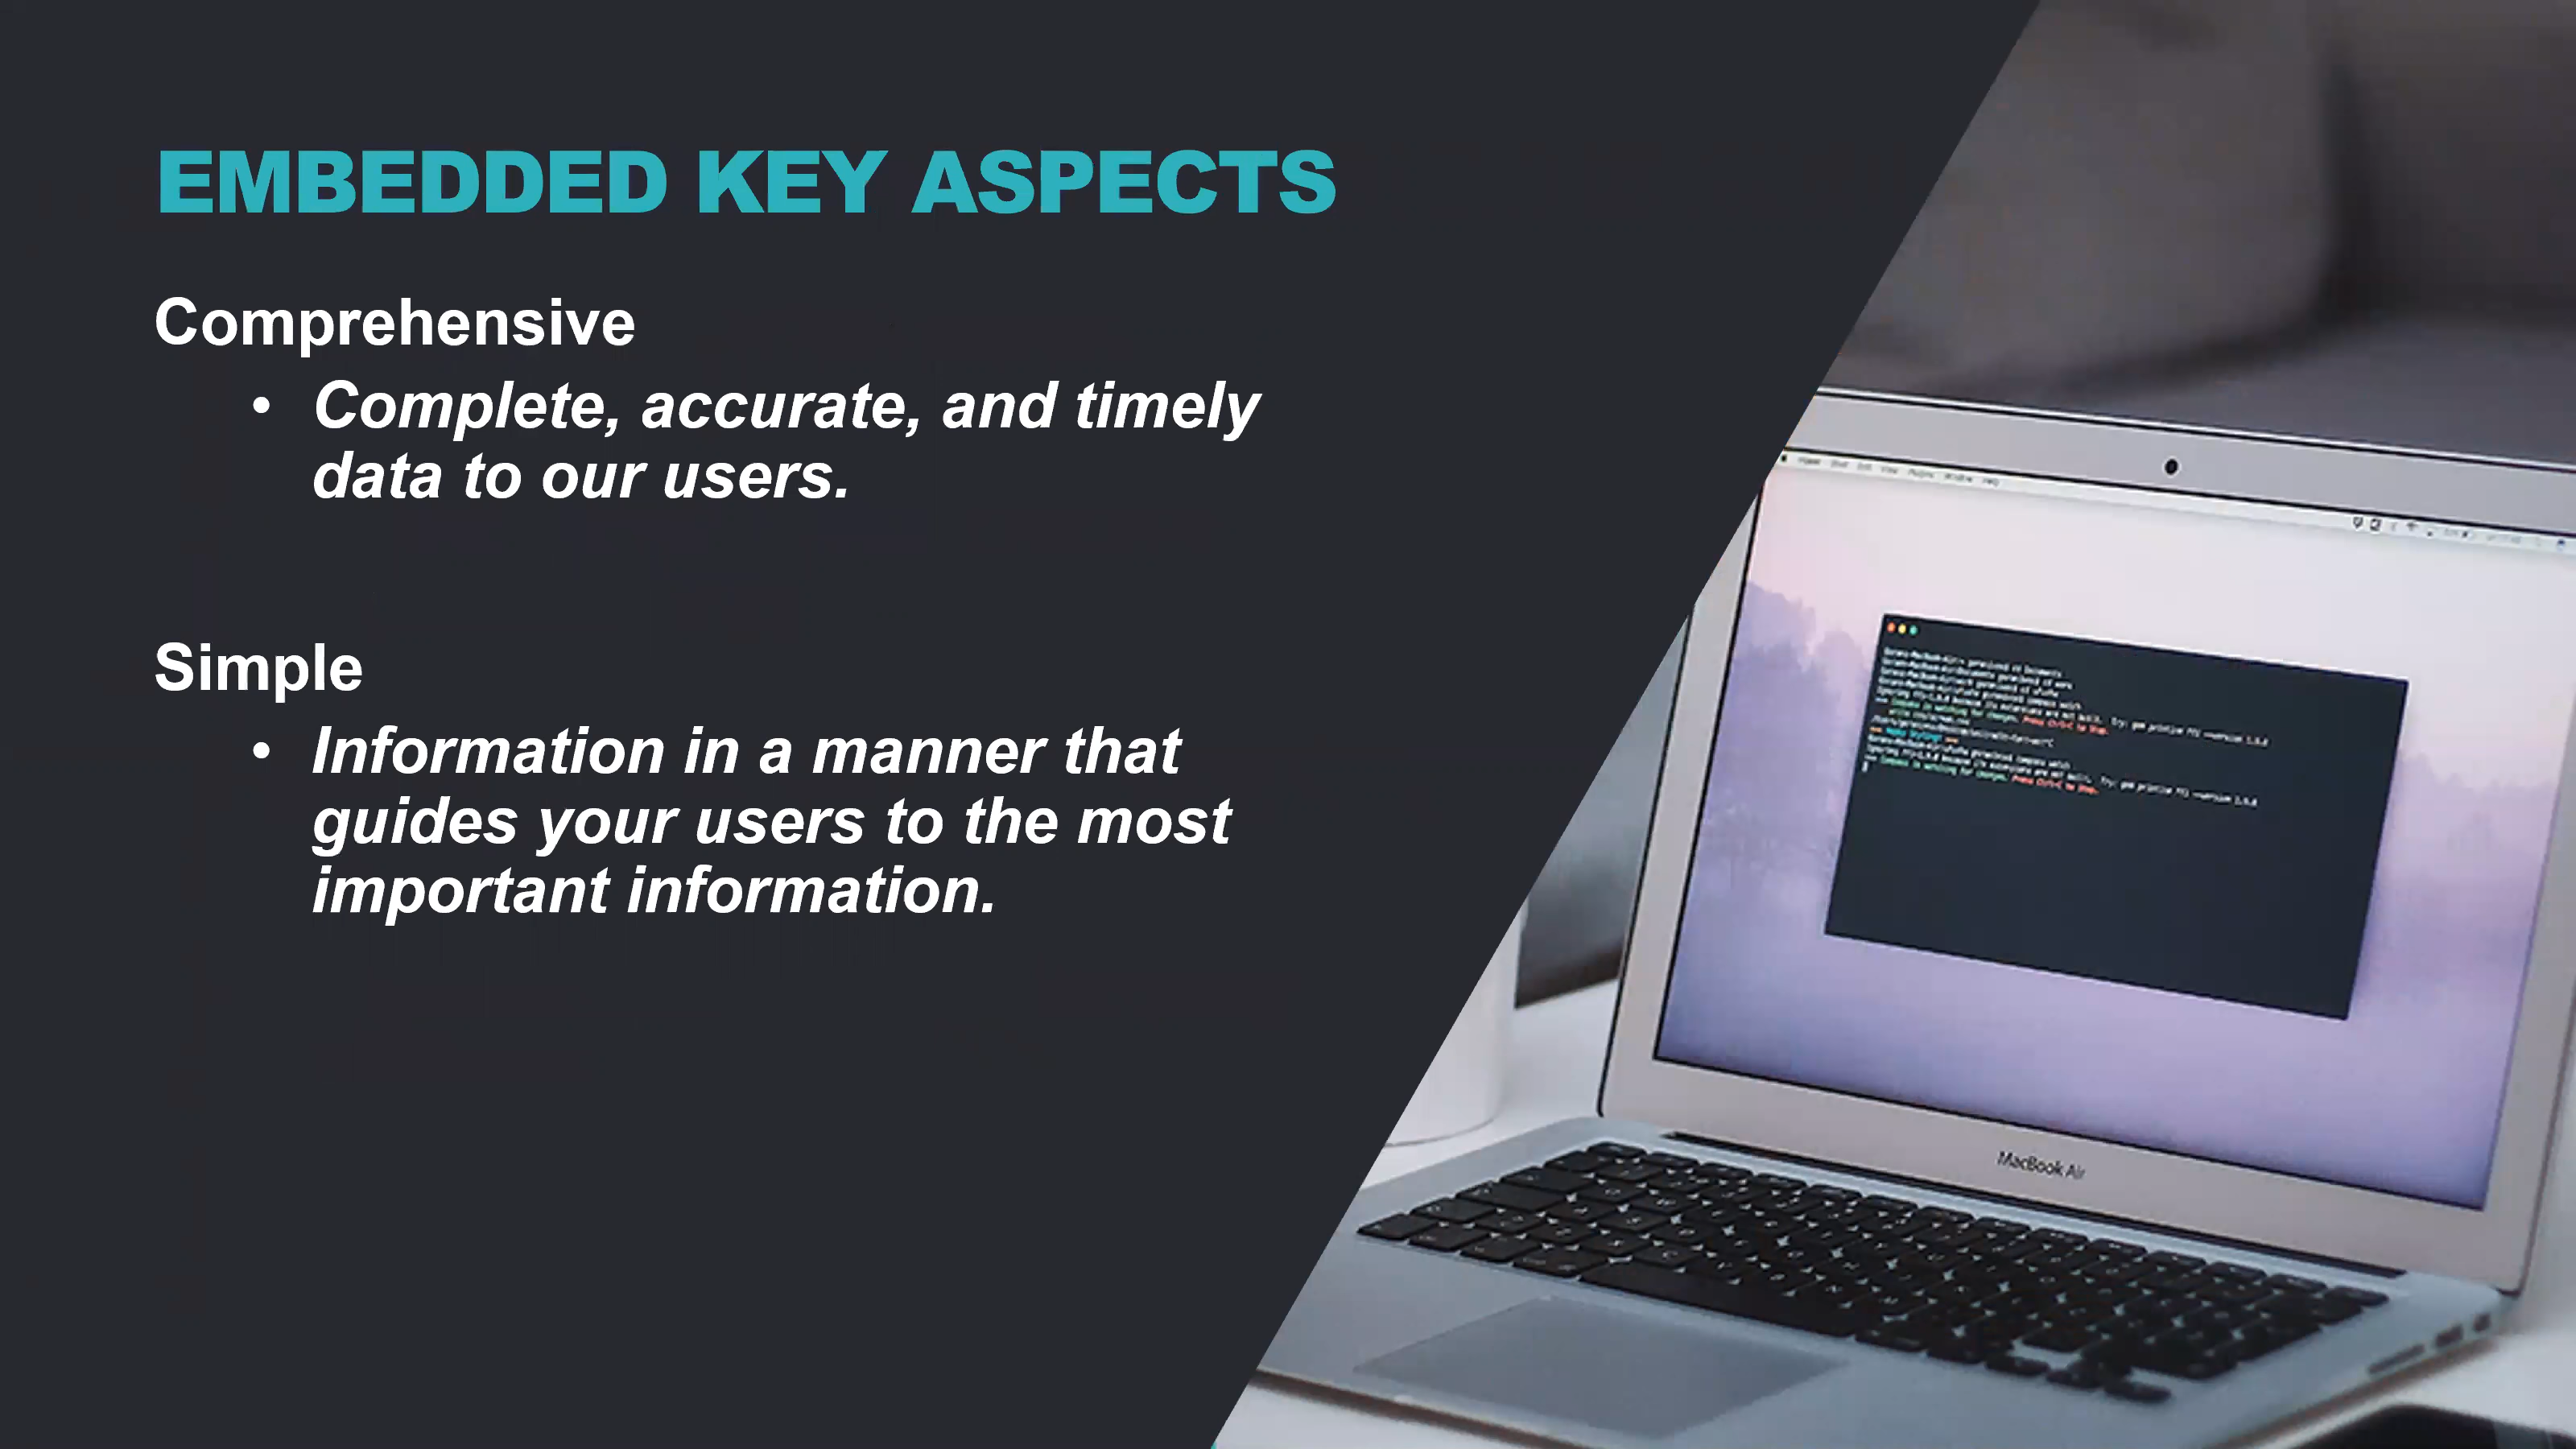 EMBEDDED KEY ASPECTS
Comprehensive
• Complete, accurate, and timely
data to our users.
Simple
• Information in a manner that
guides your users to the most
important information.
MacBook Air